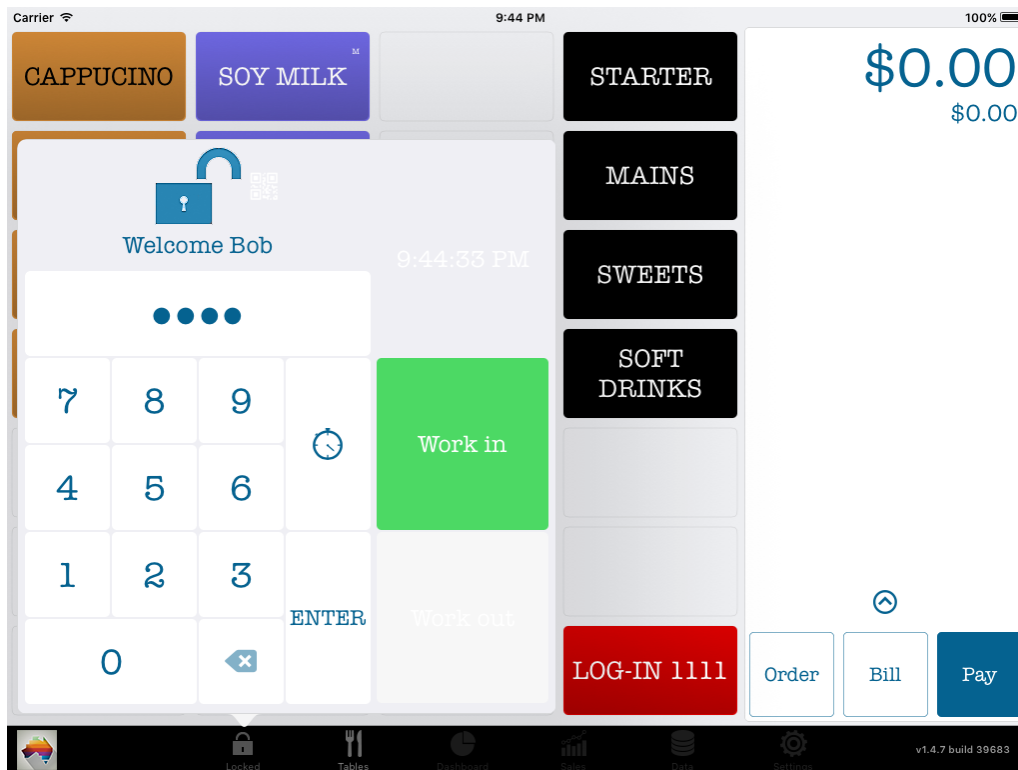 Carrier
9:44 PM
100%
CAPPUCINO
SOY MILK
M
STARTER
$0.00
$0.00
MAINS
Welcome Bob
9:44:33 PM
SWEETS
SOFT
DRINKS
7
8
9
Work in
4
5
6
1
2
3
ENTER
Work out
0
LOG-IN 1111
Order
Bill
Pay
Locked
Tables
Dashboard
Sales
Data
Settings
v1.4.7 build 39683